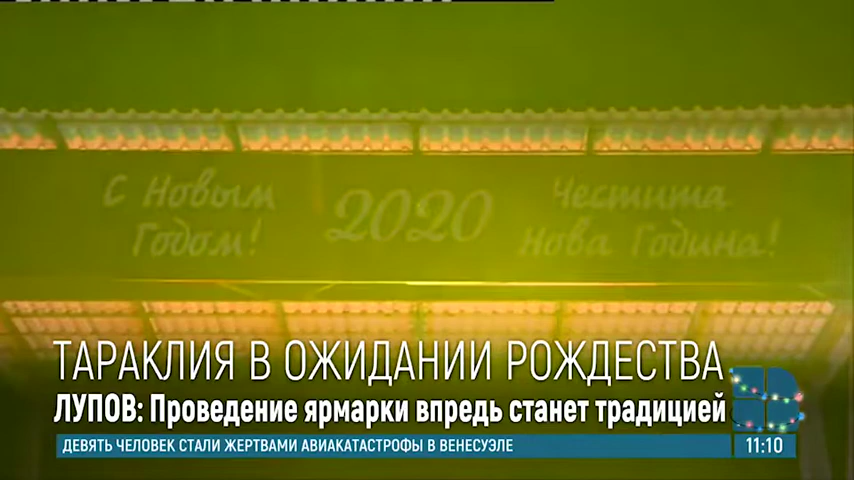 С Новым
Годом!
2020
Честита
Нова Година!
ТАРАКЛИЯ В ОЖИДАНИИ РОЖДЕСТВА
ЛУПОВ: Проведение ярмарки впредь станет традицией
ДЕВЯТЬ ЧЕЛОВЕК СТАЛИ ЖЕРТВАМИ АВИАКАТАСТРОФЫ В ВЕНЕСУЭЛЕ
11:10